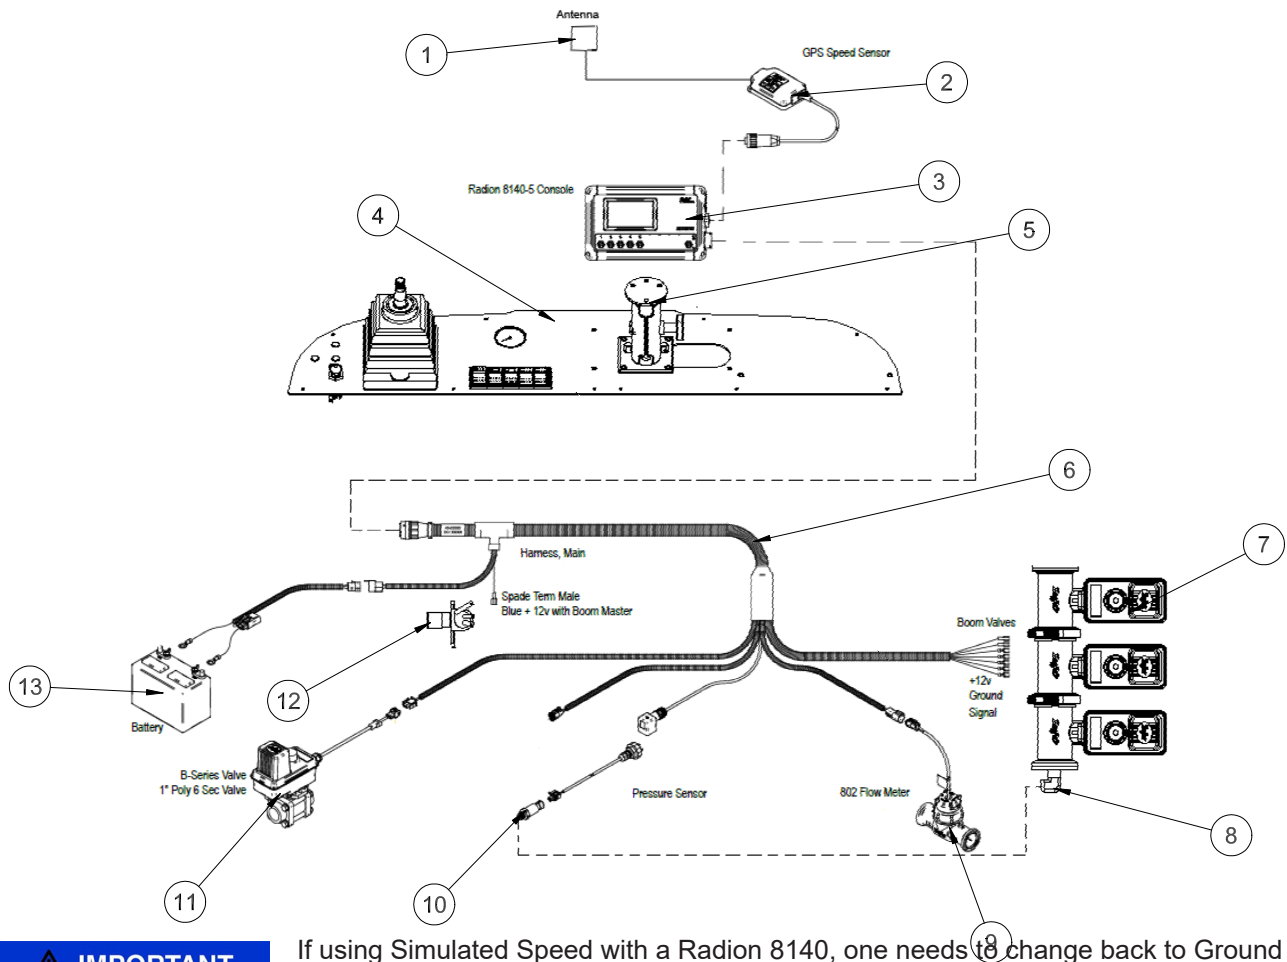 Antenna
1
GPS Speed Sensor
2
Radion 8140-5 Console
3
4
5
6
Harness, Main
7
Spade Term Male
Blue + 12v with Boom Master
Boom Valves
12
+12v
Ground
Signal
13
Battery
B-Series Valve
1" Poly 6 Sec Valve
Pressure Sensor
802 Flow Meter
8
11
10
9
IMPORTANT
If using Simulated Speed with a Radion 8140, one needs to change back to Ground